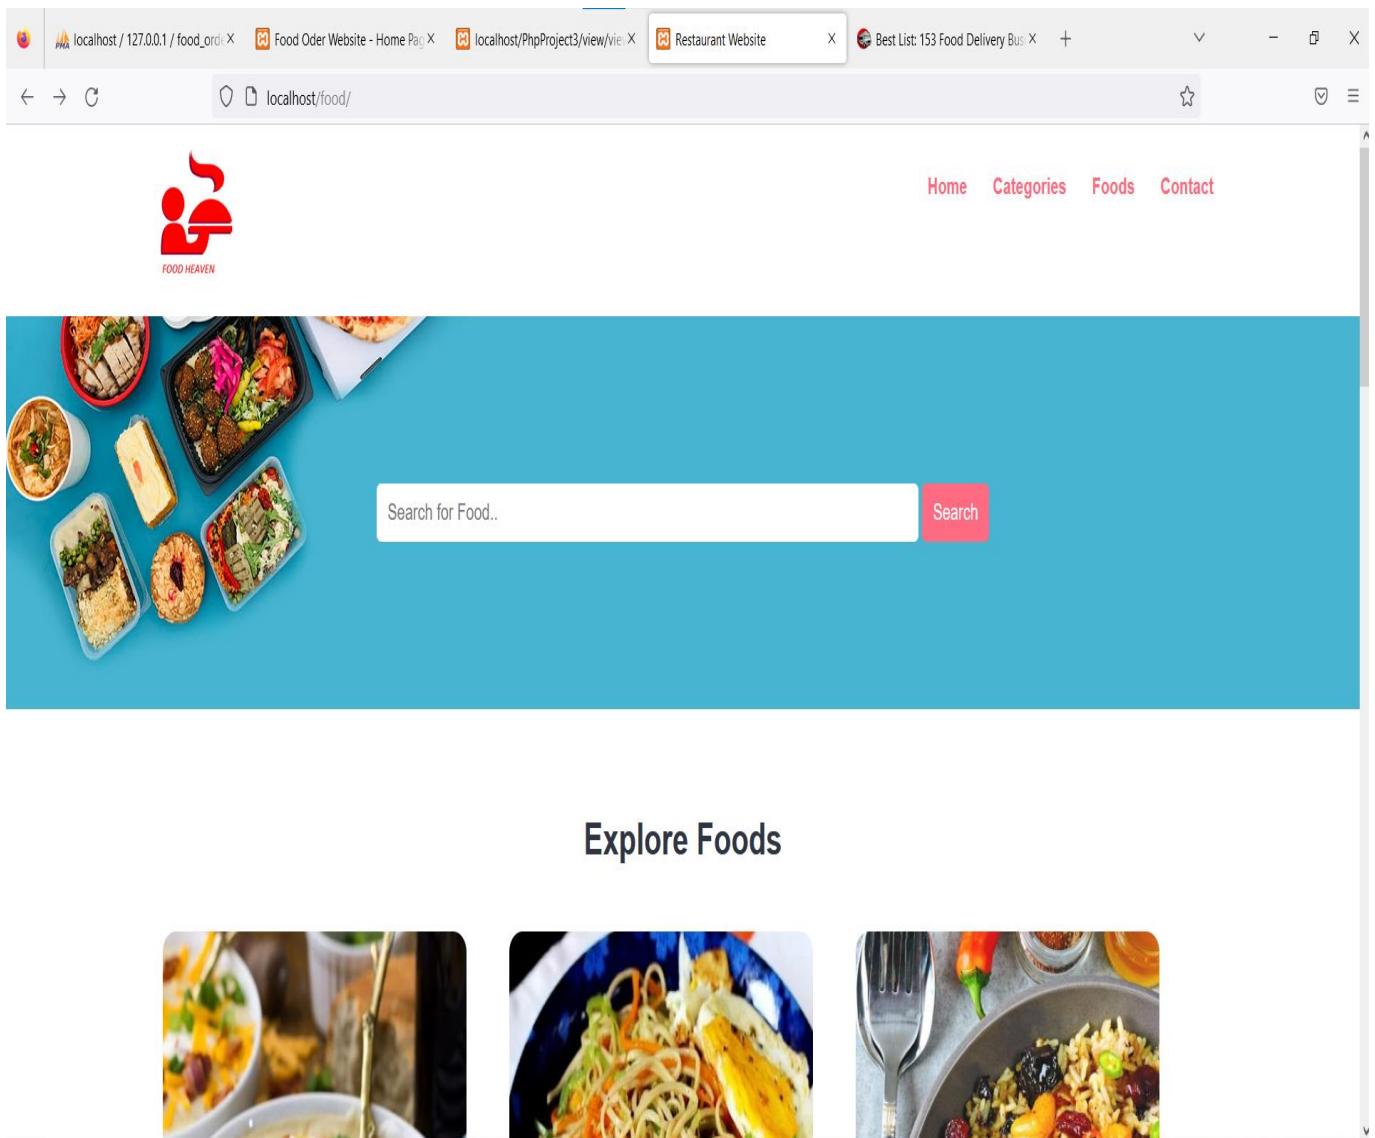 localhost / 127.0.0.1 / food_orde
Food Oder Website - Home Pag
localhost/PhpProject3/view/vie
Restaurant Website
Best List: 153 Food Delivery Bus
localhost/food/
FOOD HEAVEN
Home Categories Foods Contact
Search for Food.. Search
Explore Foods